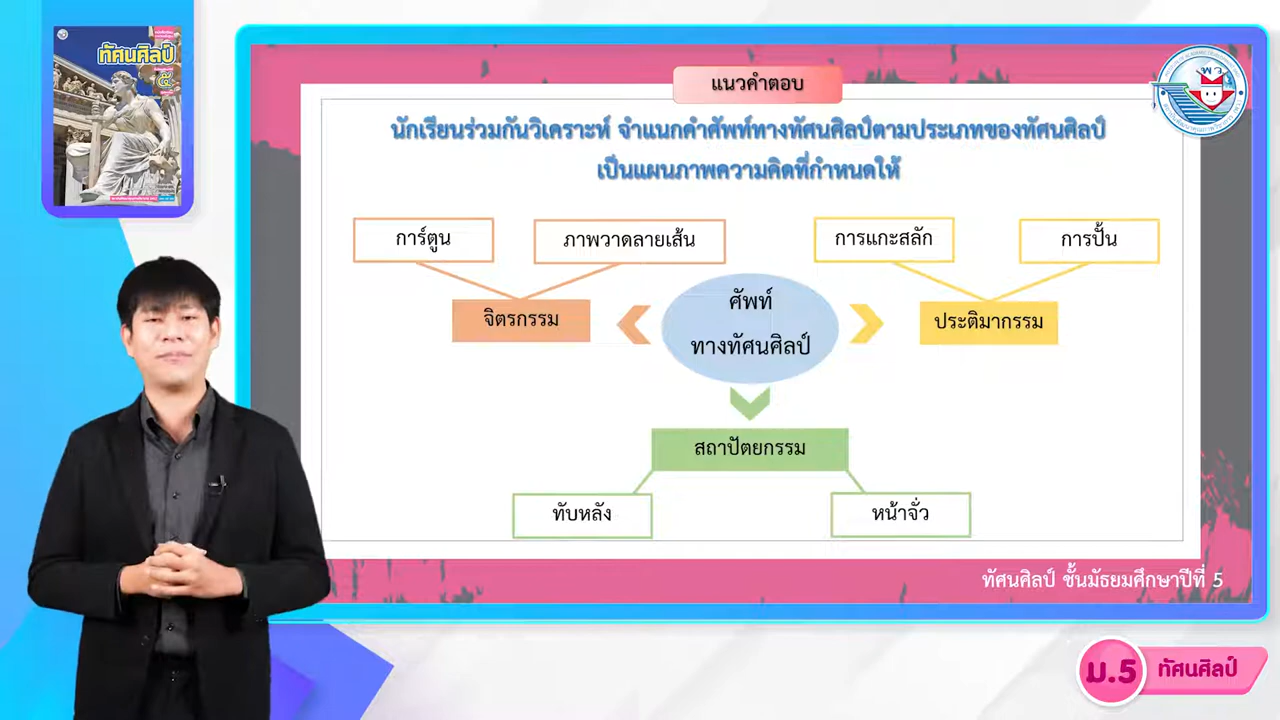 ทัศนศิลป์
๕
แนวคำตอบ
นักเรียนร่วมกันวิเคราะห์ จำแนกคำศัพท์ทางทัศนศิลป์ตามประเภทของทัศนศิลป์
เป็นแผนภาพความคิดที่กำหนดให้
พว
การ์ตูน
ภาพวาดลายเส้น
การแกะสลัก
การปั้น
จิตรกรรม
ศัพท์
ทางทัศนศิลป์
ประติมากรรม
สถาปัตยกรรม
ทับหลัง
หน้าจั่ว
ทัศนศิลป์ ชั้นมัธยมศึกษาปีที่ 5
ม.5 ทัศนศิลป์